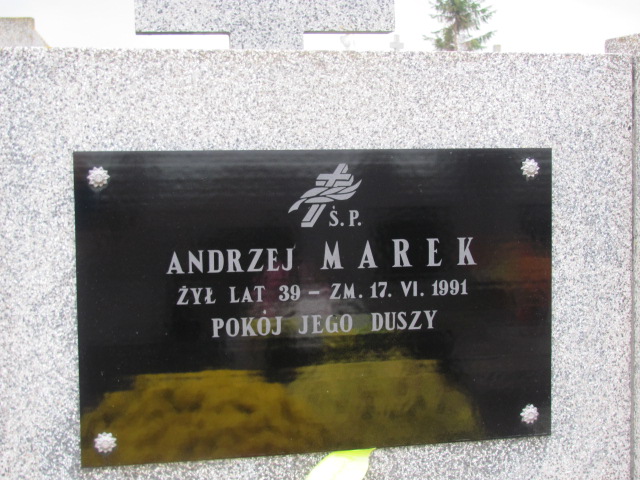 Ś.P.
ANDRZEJ MAREK
ŻYŁ LAT 39 – ZM. 17. VI. 1991
POKÓJ JEGO DUSZY